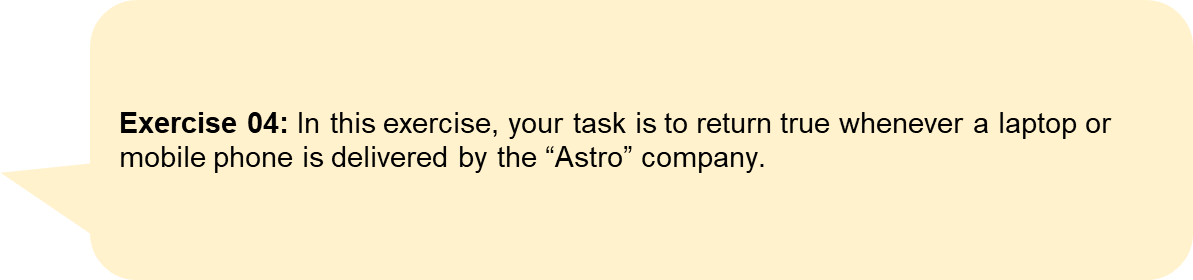 Exercise 04: In this exercise, your task is to return true whenever a laptop or
mobile phone is delivered by the “Astro” company.